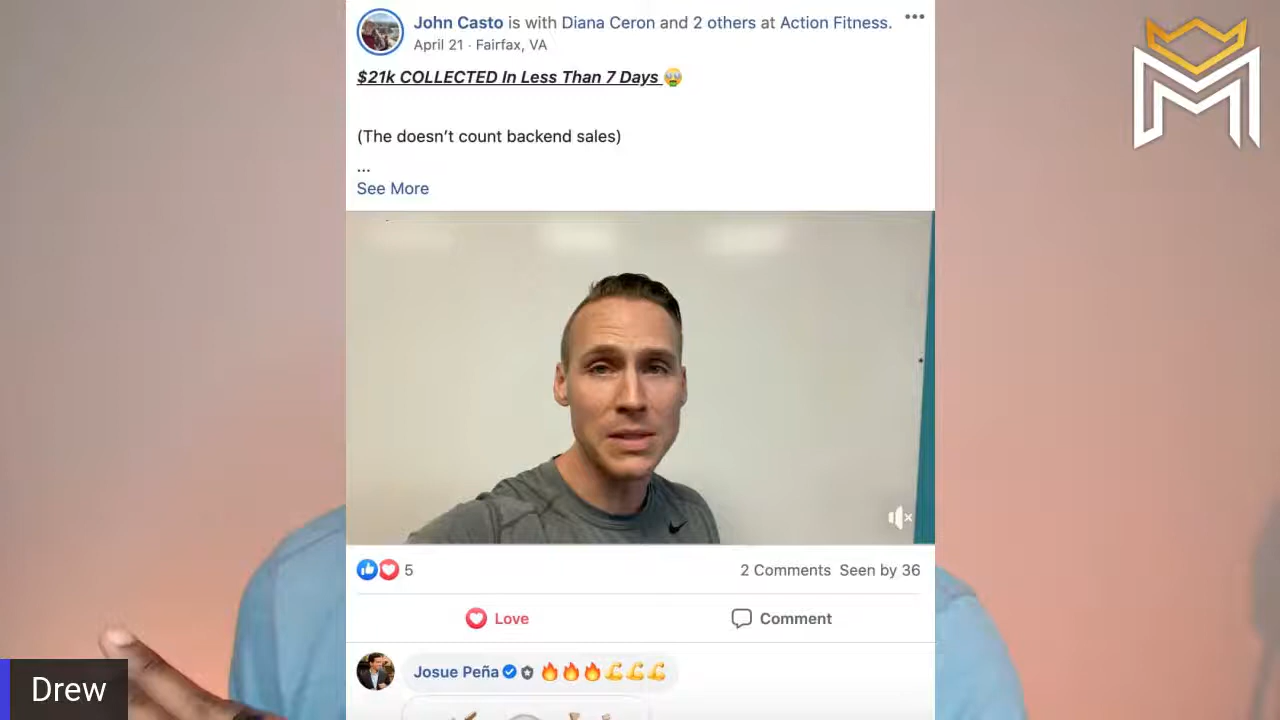 John Casto is with Diana Ceron and 2 others at Action Fitness.
April 21 · Fairfax, VA
$21k COLLECTED In Less Than 7 Days 🤑
(The doesn't count backend sales)
...
See More
5
2 Comments Seen by 36
Love
Comment
Josue Peña 🔥🔥🔥💪💪💪
Drew